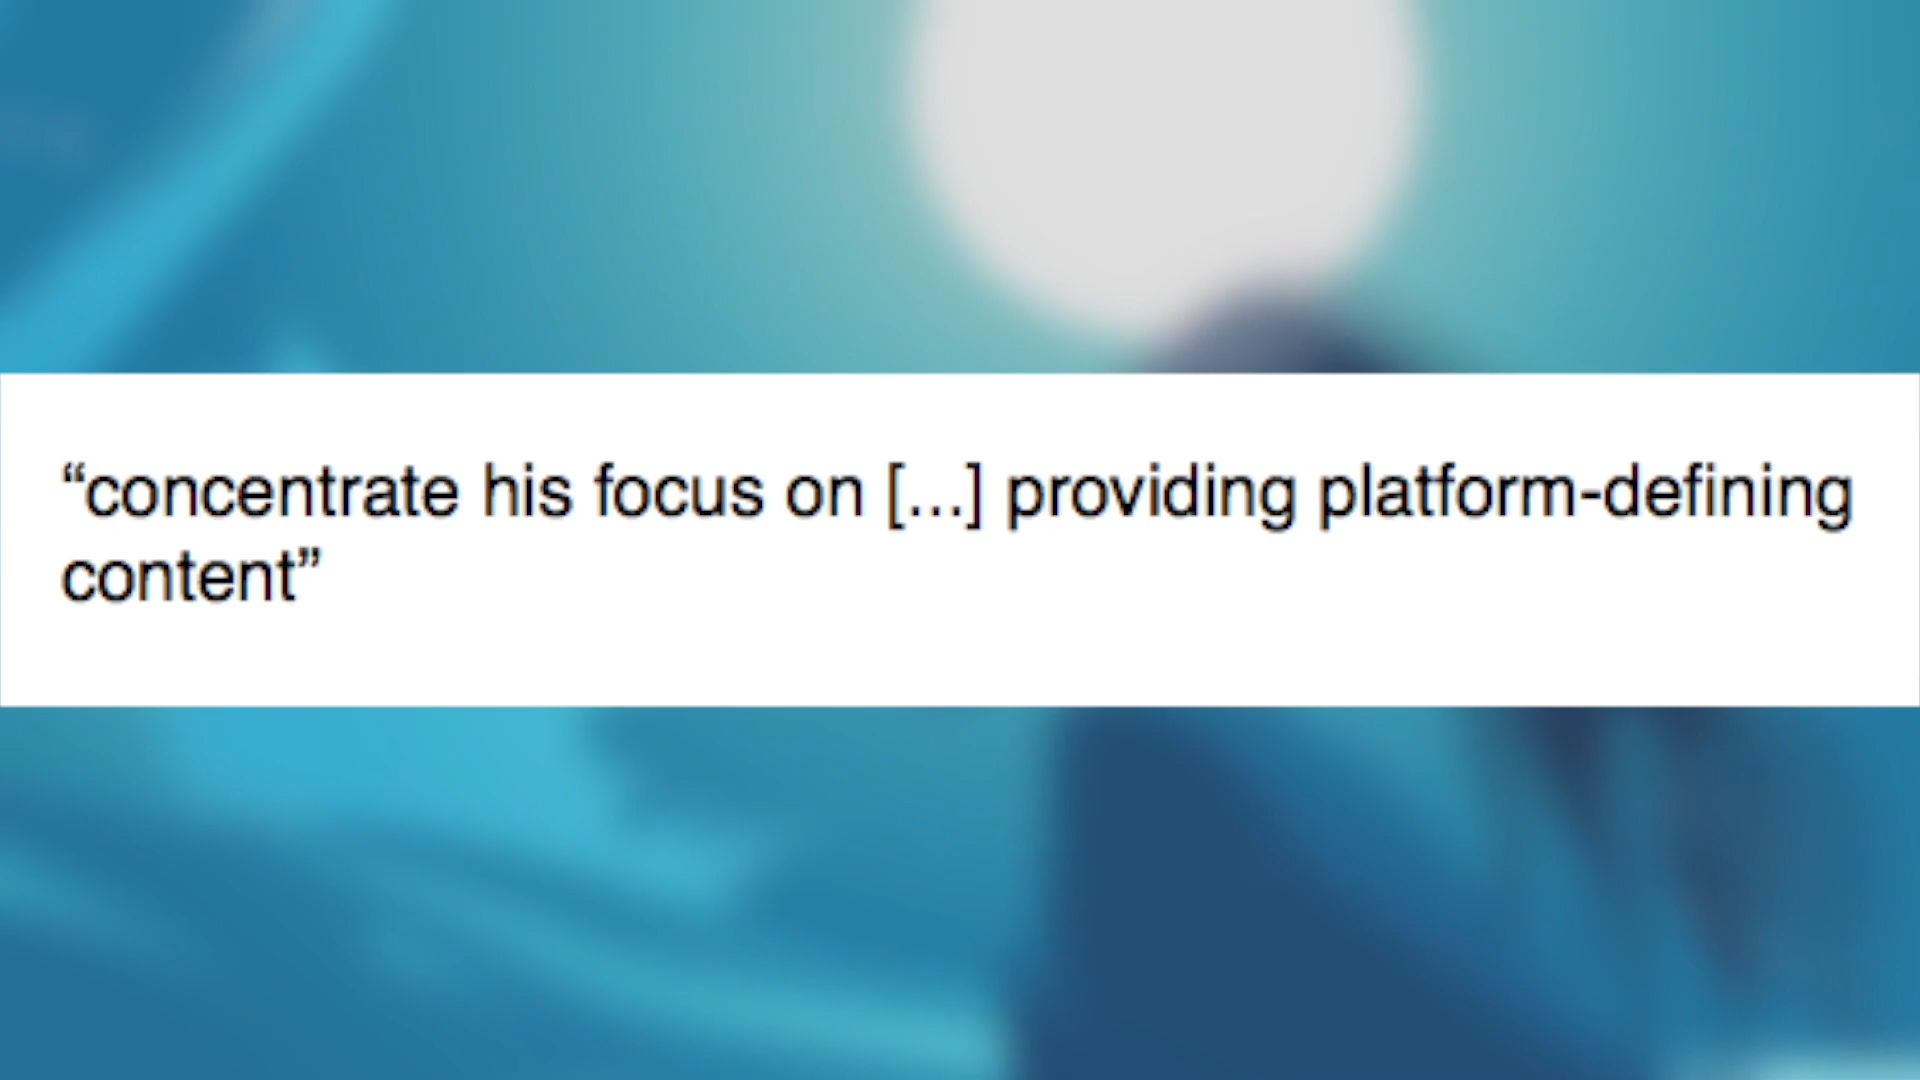 “concentrate his focus on [...] providing platform-defining
content”